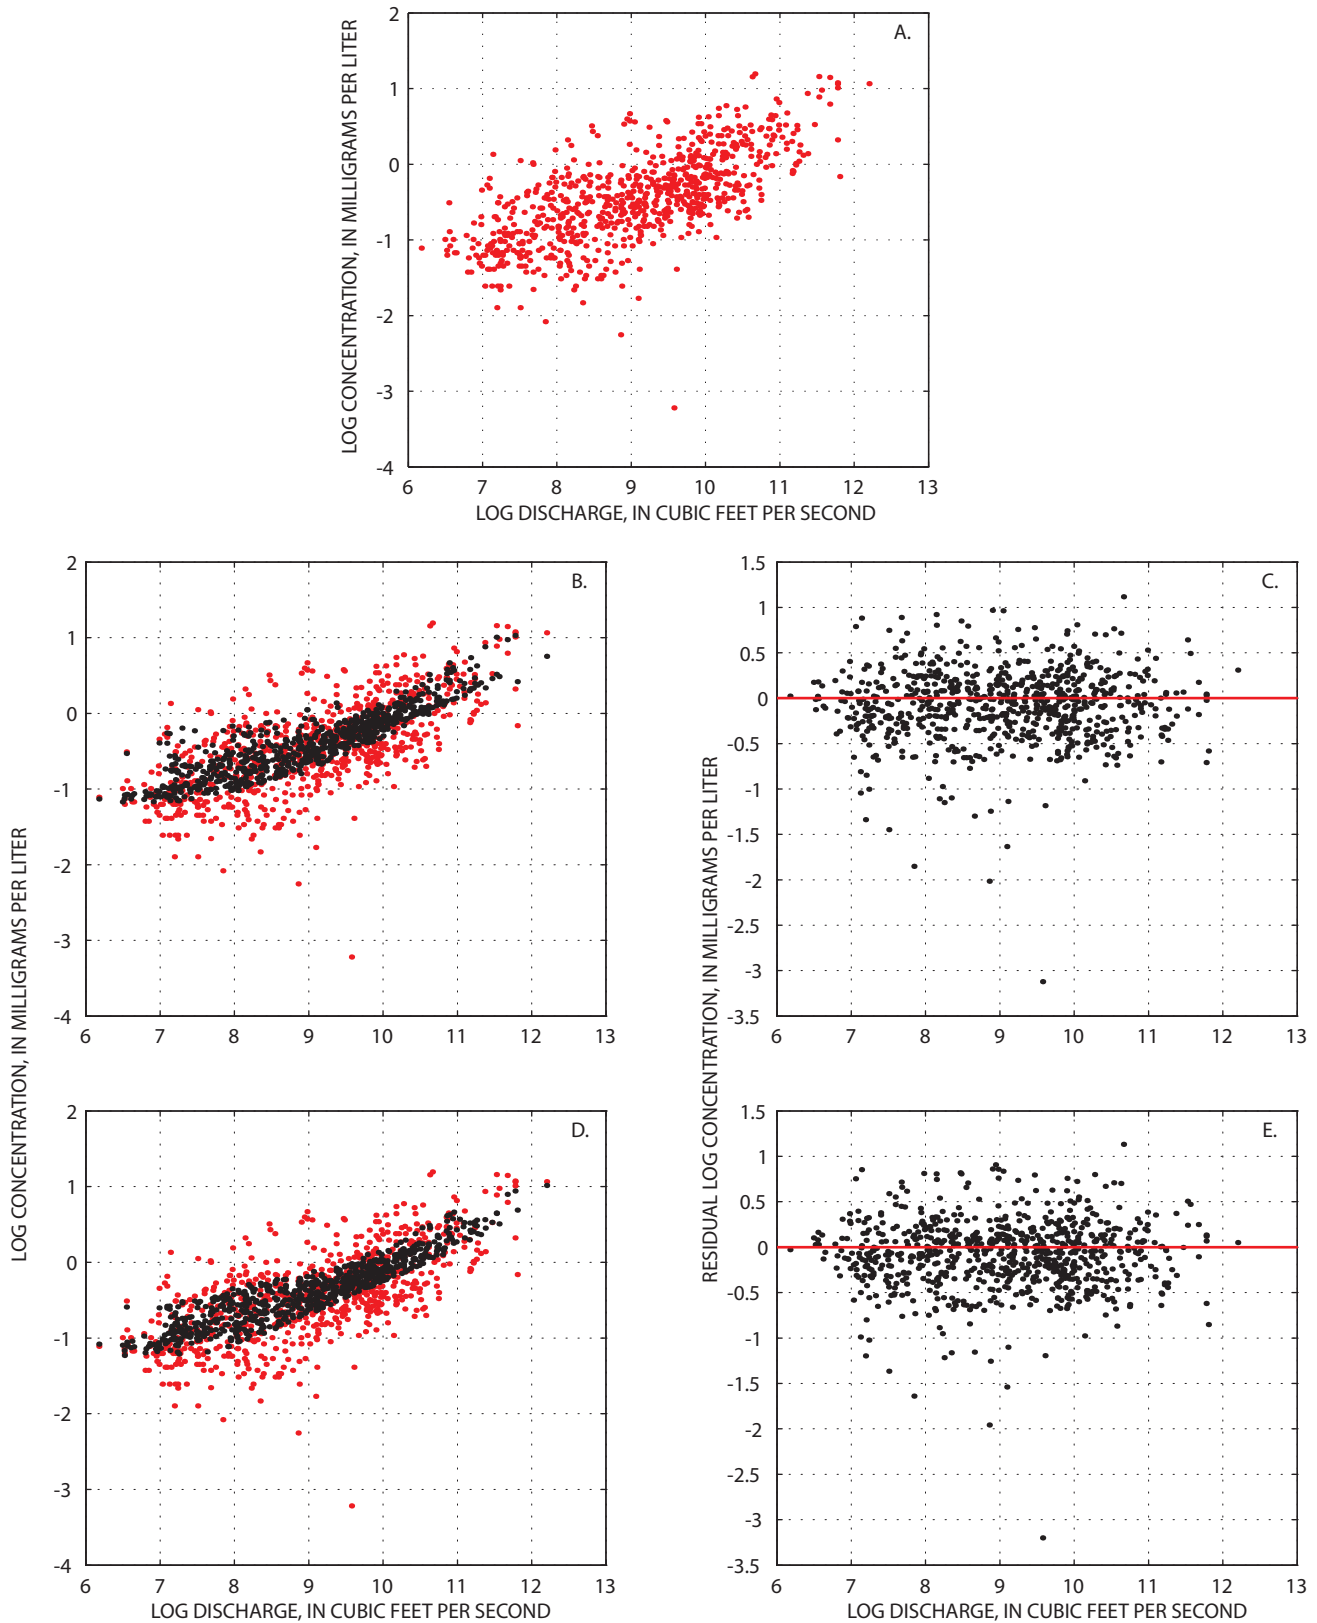 A.
2
1
0
-1
-2
-3
-4
LOG CONCENTRATION, IN MILLIGRAMS PER LITER
6 7 8 9 10 11 12 13
LOG DISCHARGE, IN CUBIC FEET PER SECOND
B.
2
1
0
-1
-2
-3
-4
6 7 8 9 10 11 12 13
C.
1.5
1
0.5
0
-0.5
-1
-1.5
-2
-2.5
-3
-3.5
6 7 8 9 10 11 12 13
LOG CONCENTRATION, IN MILLIGRAMS PER LITER
RESIDUAL LOG CONCENTRATION, IN MILLIGRAMS PER LITER
D.
2
1
0
-1
-2
-3
-4
6 7 8 9 10 11 12 13
LOG DISCHARGE, IN CUBIC FEET PER SECOND
E.
1.5
1
0.5
0
-0.5
-1
-1.5
-2
-2.5
-3
-3.5
6 7 8 9 10 11 12 13
LOG DISCHARGE, IN CUBIC FEET PER SECOND